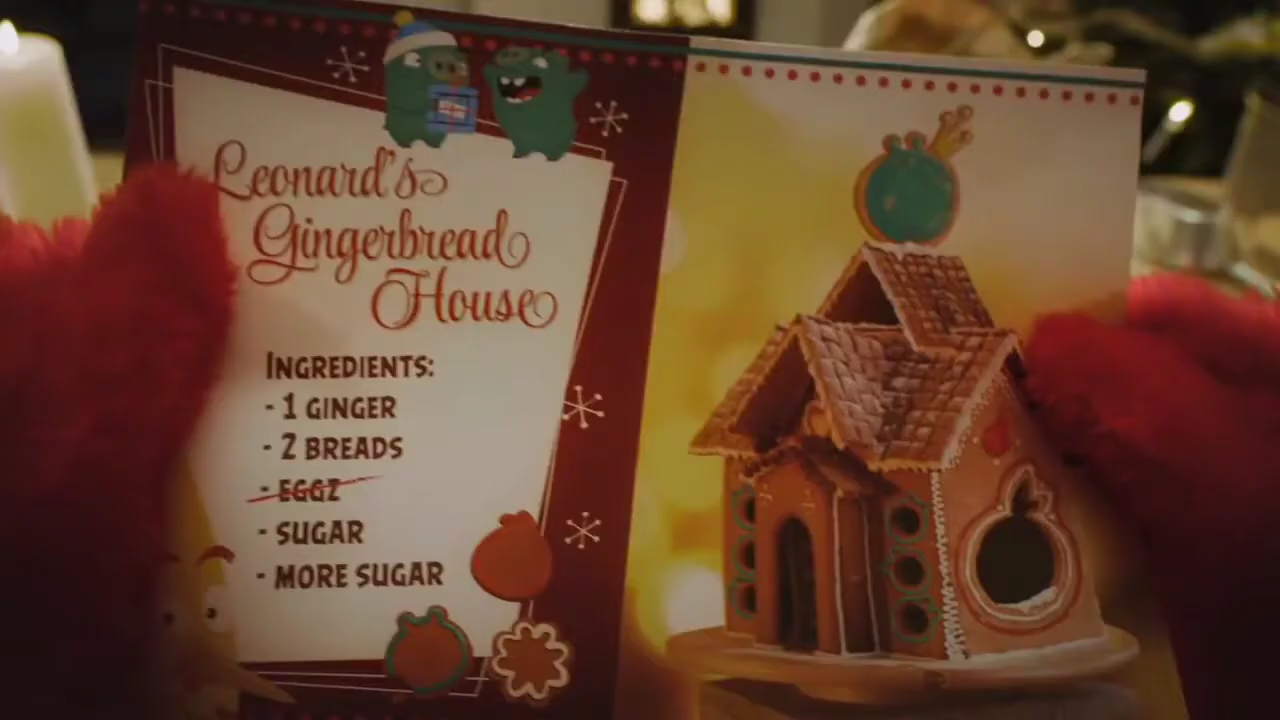 Leonard's
Gingerbread
House
INGREDIENTS:
- 1 GINGER
- 2 BREADS
- EGGZ
- SUGAR
- MORE SUGAR